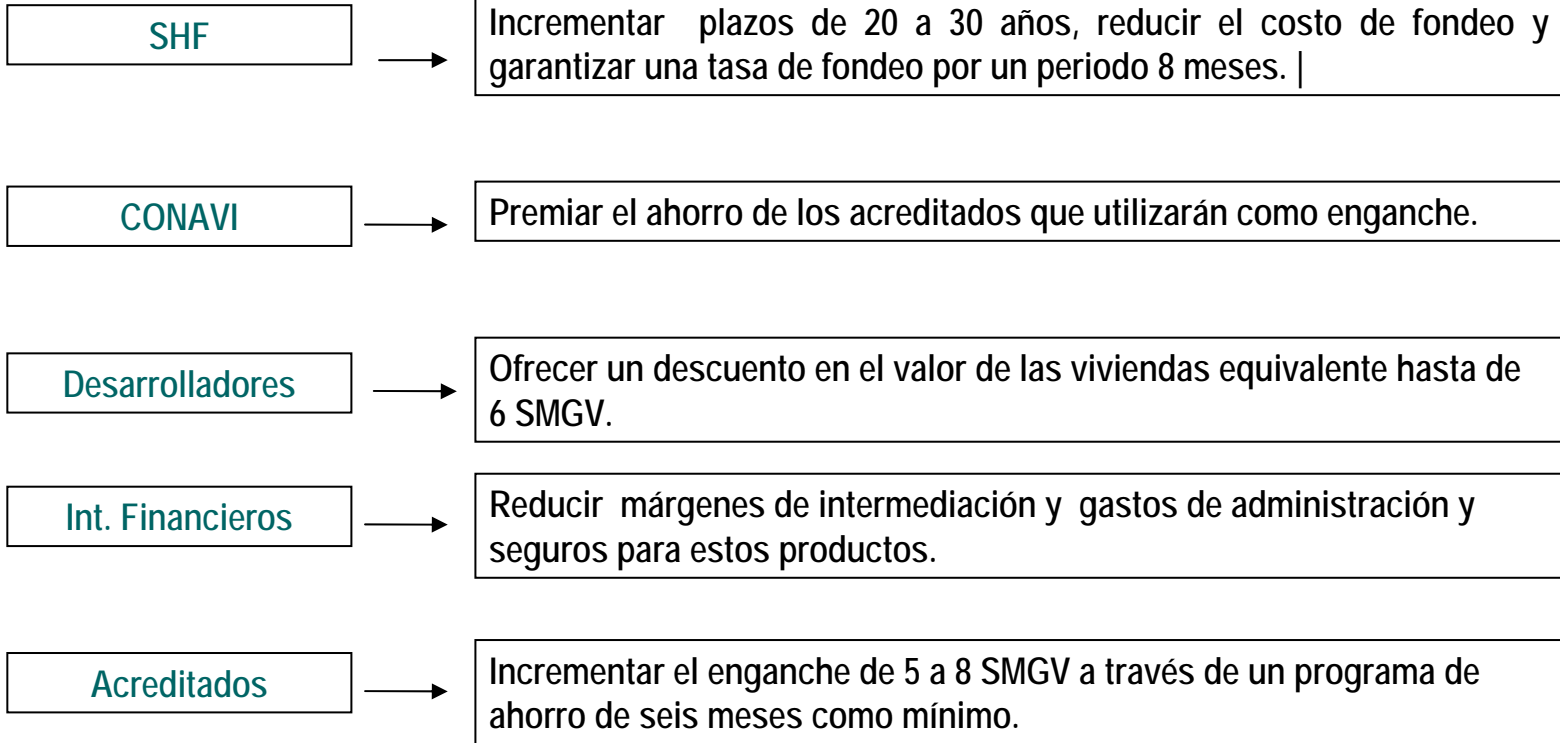 SHF
Incrementar plazos de 20 a 30 años, reducir el costo de fondeo y
garantizar una tasa de fondeo por un periodo 8 meses. |
CONAVI
Premiar el ahorro de los acreditados que utilizarán como enganche.
Desarrolladores
Ofrecer un descuento en el valor de las viviendas equivalente hasta de
6 SMGV.
Int. Financieros
Reducir márgenes de intermediación y gastos de administración y
seguros para estos productos.
Acreditados
Incrementar el enganche de 5 a 8 SMGV a través de un programa de
ahorro de seis meses como mínimo.